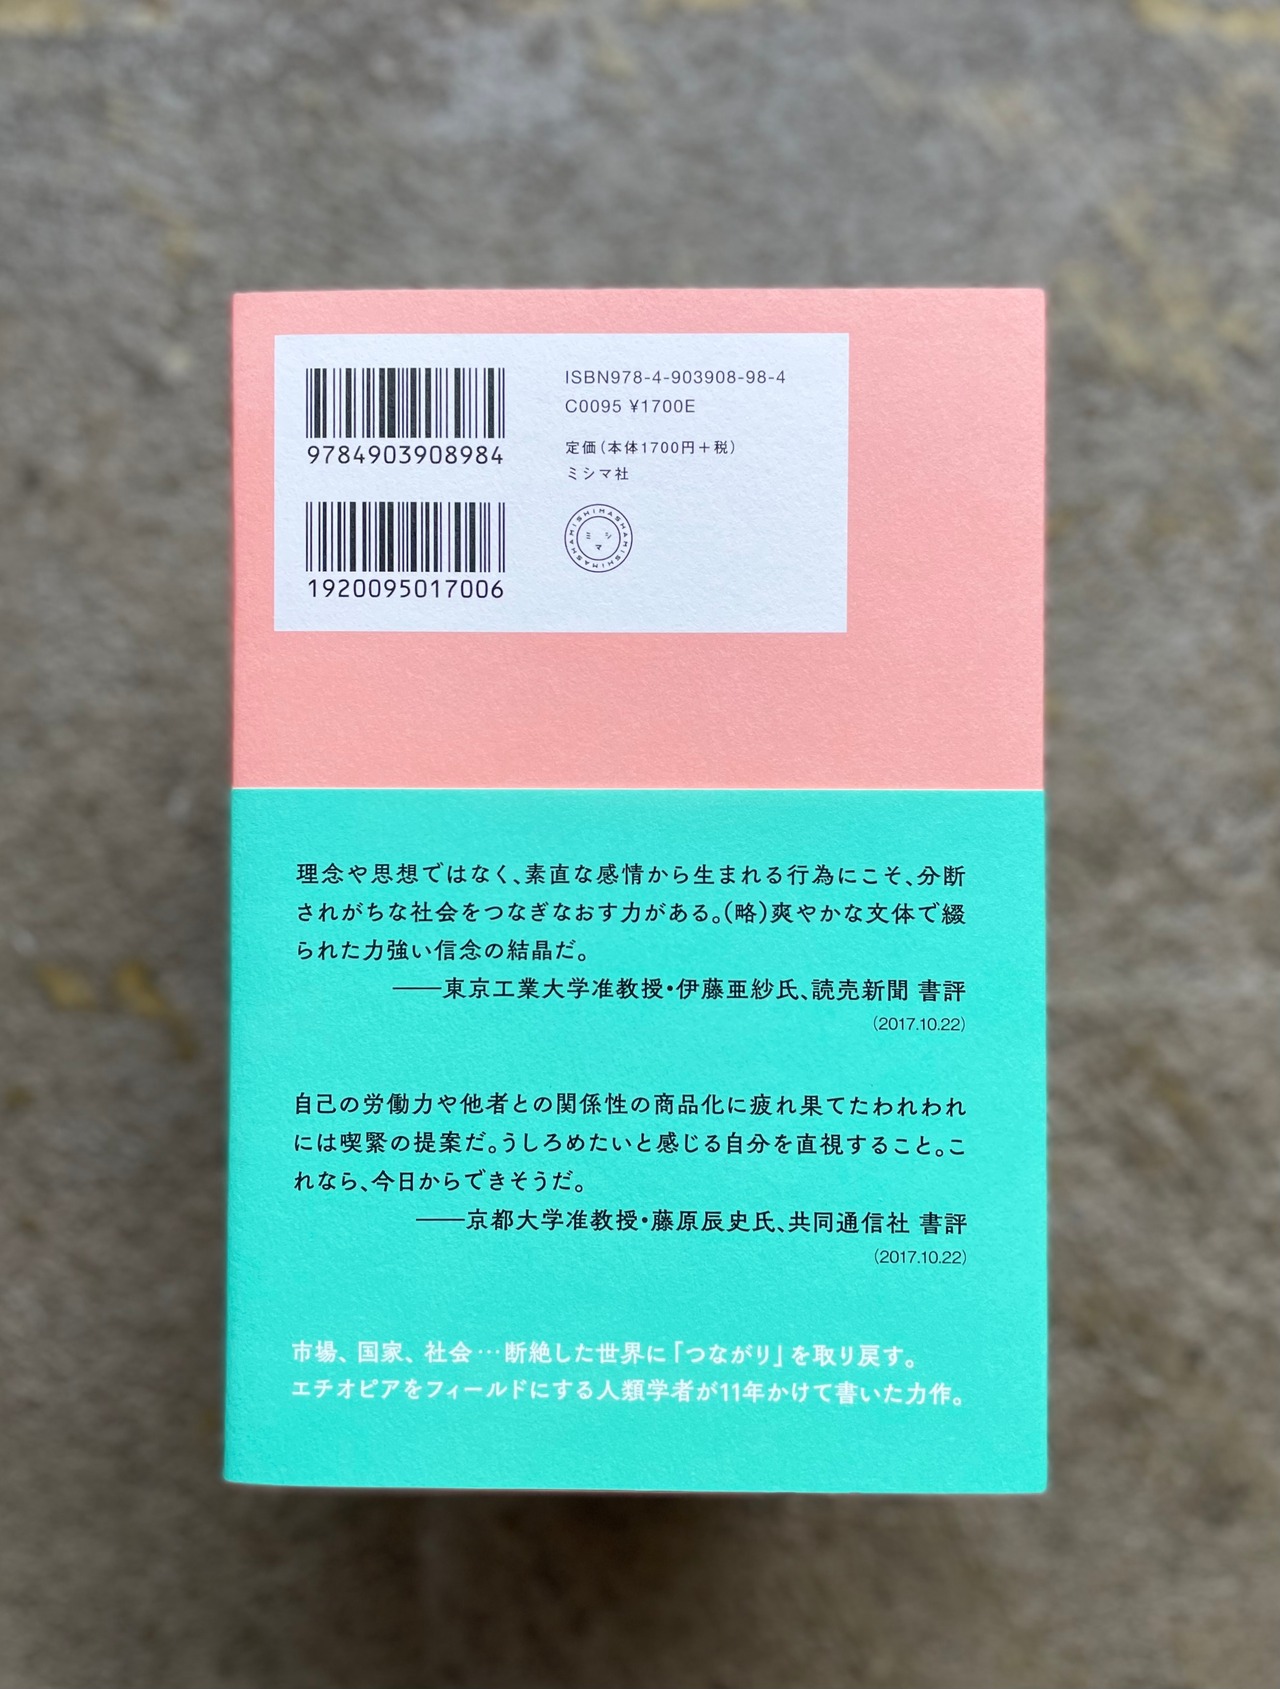 9784903908984
1920095017006
ISBN978-4-903908-98-4
C0095 ¥1700E
定価(本体1700円+税)
ミシマ社
MISHIMASHAMISHIMASHAMISHIMASHA
ミシマ
理念や思想ではなく、素直な感情から生まれる行為にこそ、分断
されがちな社会をつなぎなおす力がある。(略)爽やかな文体で綴
られた力強い信念の結晶だ。
——東京工業大学准教授・伊藤亜紗氏、読売新聞 書評
(2017.10.22)
自己の労働力や他者との関係性の商品化に疲れ果てたわれわれ
には喫緊の提案だ。うしろめたいと感じる自分を直視すること。こ
れなら、今日からできそうだ。
——京都大学准教授・藤原辰史氏、共同通信社 書評
(2017.10.22)
市場、国家、社会…断絶した世界に「つながり」を取り戻す。
エチオピアをフィールドにする人類学者が11年かけて書いた力作。